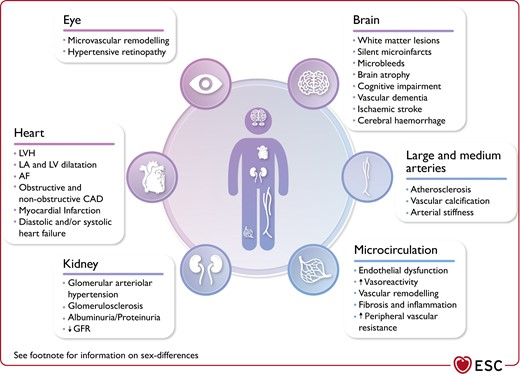 Eye
• Microvascular remodelling
• Hypertensive retinopathy
Brain
• White matter lesions
• Silent microinfarcts
• Microbleeds
• Brain atrophy
• Cognitive impairment
• Vascular dementia
• Ischaemic stroke
• Cerebral haemorrhage
Heart
• LVH
• LA and LV dilatation
• AF
• Obstructive and
non-obstructive CAD
• Myocardial Infarction
• Diastolic and/or systolic
heart failure
Large and medium
arteries
• Atherosclerosis
• Vascular calcification
• Arterial stiffness
Kidney
• Glomerular arteriolar
hypertension
• Glomerulosclerosis
• Albuminuria/Proteinuria
• ↓ GFR
Microcirculation
• Endothelial dysfunction
• ↑ Vasoreactivity
• Vascular remodelling
• Fibrosis and inflammation
• ↑ Peripheral vascular
resistance
See footnote for information on sex-differences
ESC